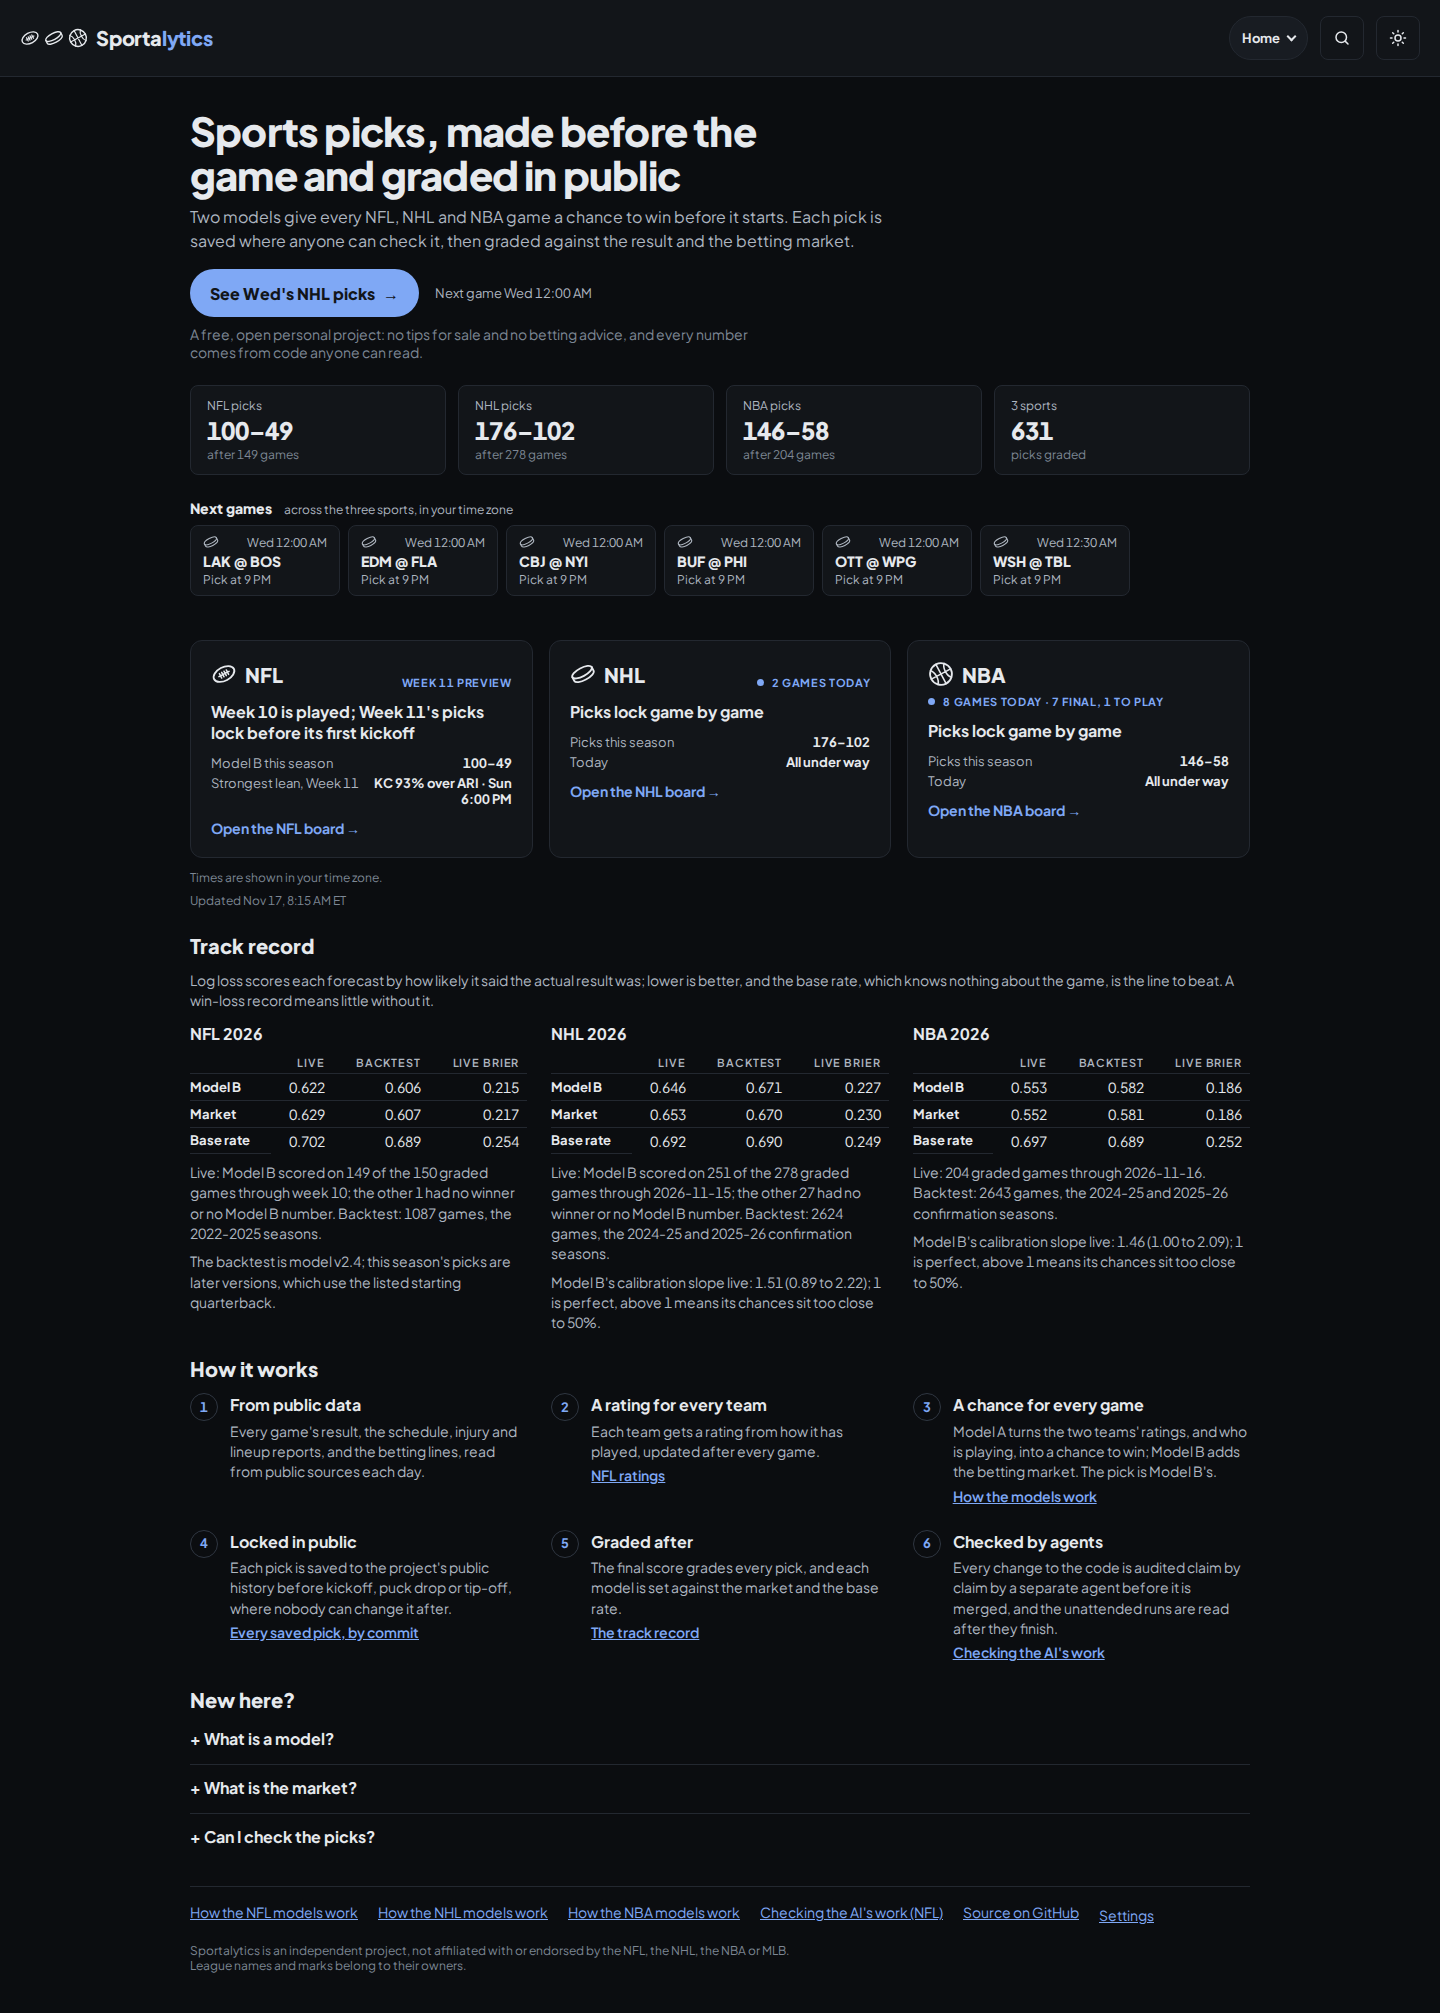 Sportalytics
Home
Sports picks, made before the
game and graded in public
Two models give every NFL, NHL and NBA game a chance to win before it starts. Each pick is
saved where anyone can check it, then graded against the result and the betting market.
See Wed's NHL picks →
Next game Wed 12:00 AM
A free, open personal project: no tips for sale and no betting advice, and every number
comes from code anyone can read.
NFL picks
100–49
after 149 games
NHL picks
176–102
after 278 games
NBA picks
146–58
after 204 games
3 sports
631
picks graded
Next games across the three sports, in your time zone
Wed 12:00 AM
LAK @ BOS
Pick at 9 PM
Wed 12:00 AM
EDM @ FLA
Pick at 9 PM
Wed 12:00 AM
CBJ @ NYI
Pick at 9 PM
Wed 12:00 AM
BUF @ PHI
Pick at 9 PM
Wed 12:00 AM
OTT @ WPG
Pick at 9 PM
Wed 12:30 AM
WSH @ TBL
Pick at 9 PM
NFL
WEEK 11 PREVIEW
Week 10 is played; Week 11's picks
lock before its first kickoff
Model B this season 100–49
Strongest lean, Week 11 KC 93% over ARI · Sun
6:00 PM
Open the NFL board →
NHL
2 GAMES TODAY
Picks lock game by game
Picks this season 176–102
Today All under way
Open the NHL board →
NBA
8 GAMES TODAY · 7 FINAL, 1 TO PLAY
Picks lock game by game
Picks this season 146–58
Today All under way
Open the NBA board →
Times are shown in your time zone.
Updated Nov 17, 8:15 AM ET
Track record
Log loss scores each forecast by how likely it said the actual result was; lower is better, and the base rate, which knows nothing about the game, is the line to beat. A
win-loss record means little without it.
NFL 2026
LIVE BACKTEST LIVE BRIER
Model B 0.622 0.606 0.215
Market 0.629 0.607 0.217
Base rate 0.702 0.689 0.254
Live: Model B scored on 149 of the 150 graded
games through week 10; the other 1 had no winner
or no Model B number. Backtest: 1087 games, the
2022-2025 seasons.
The backtest is model v2.4; this season's picks are
later versions, which use the listed starting
quarterback.
NHL 2026
LIVE BACKTEST LIVE BRIER
Model B 0.646 0.671 0.227
Market 0.653 0.670 0.230
Base rate 0.692 0.690 0.249
Live: Model B scored on 251 of the 278 graded
games through 2026-11-15; the other 27 had no
winner or no Model B number. Backtest: 2624
games, the 2024-25 and 2025-26 confirmation
seasons.
Model B's calibration slope live: 1.51 (0.89 to 2.22); 1
is perfect, above 1 means its chances sit too close
to 50%.
NBA 2026
LIVE BACKTEST LIVE BRIER
Model B 0.553 0.582 0.186
Market 0.552 0.581 0.186
Base rate 0.697 0.689 0.252
Live: 204 graded games through 2026-11-16.
Backtest: 2643 games, the 2024-25 and 2025-26
confirmation seasons.
Model B's calibration slope live: 1.46 (1.00 to 2.09); 1
is perfect, above 1 means its chances sit too close
to 50%.
How it works
1 From public data
Every game's result, the schedule, injury and
lineup reports, and the betting lines, read
from public sources each day.
2 A rating for every team
Each team gets a rating from how it has
played, updated after every game.
NFL ratings
3 A chance for every game
Model A turns the two teams' ratings, and who
is playing, into a chance to win; Model B adds
the betting market. The pick is Model B's.
How the models work
4 Locked in public
Each pick is saved to the project's public
history before kickoff, puck drop or tip-off,
where nobody can change it after.
Every saved pick, by commit
5 Graded after
The final score grades every pick, and each
model is set against the market and the base
rate.
The track record
6 Checked by agents
Every change to the code is audited claim by
claim by a separate agent before it is
merged, and the unattended runs are read
after they finish.
Checking the AI's work
New here?
+ What is a model?
+ What is the market?
+ Can I check the picks?
How the NFL models work How the NHL models work How the NBA models work Checking the AI's work (NFL) Source on GitHub Settings
Sportalytics is an independent project, not affiliated with or endorsed by the NFL, the NHL, the NBA or MLB.
League names and marks belong to their owners.